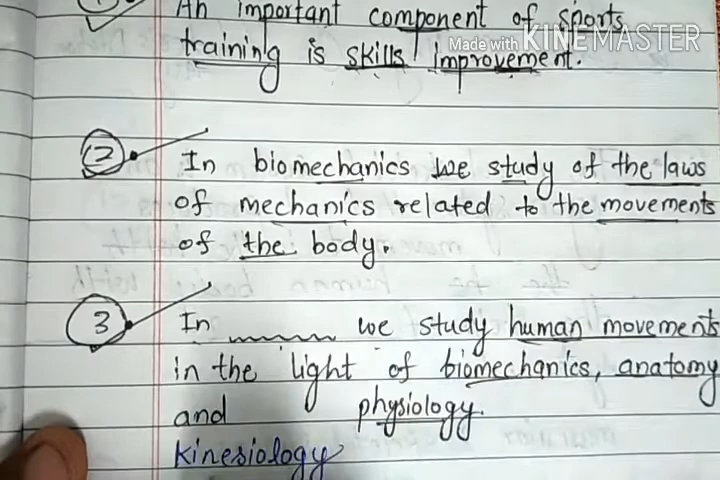 1
An important component of sports
training is skills improvement.
Made with KINEMASTER
2
In biomechanics we study of the laws
of mechanics related to the movements
of the body.
3
In ____ we study human movements
in the light of biomechanics, anatomy
and physiology.
kinesiology